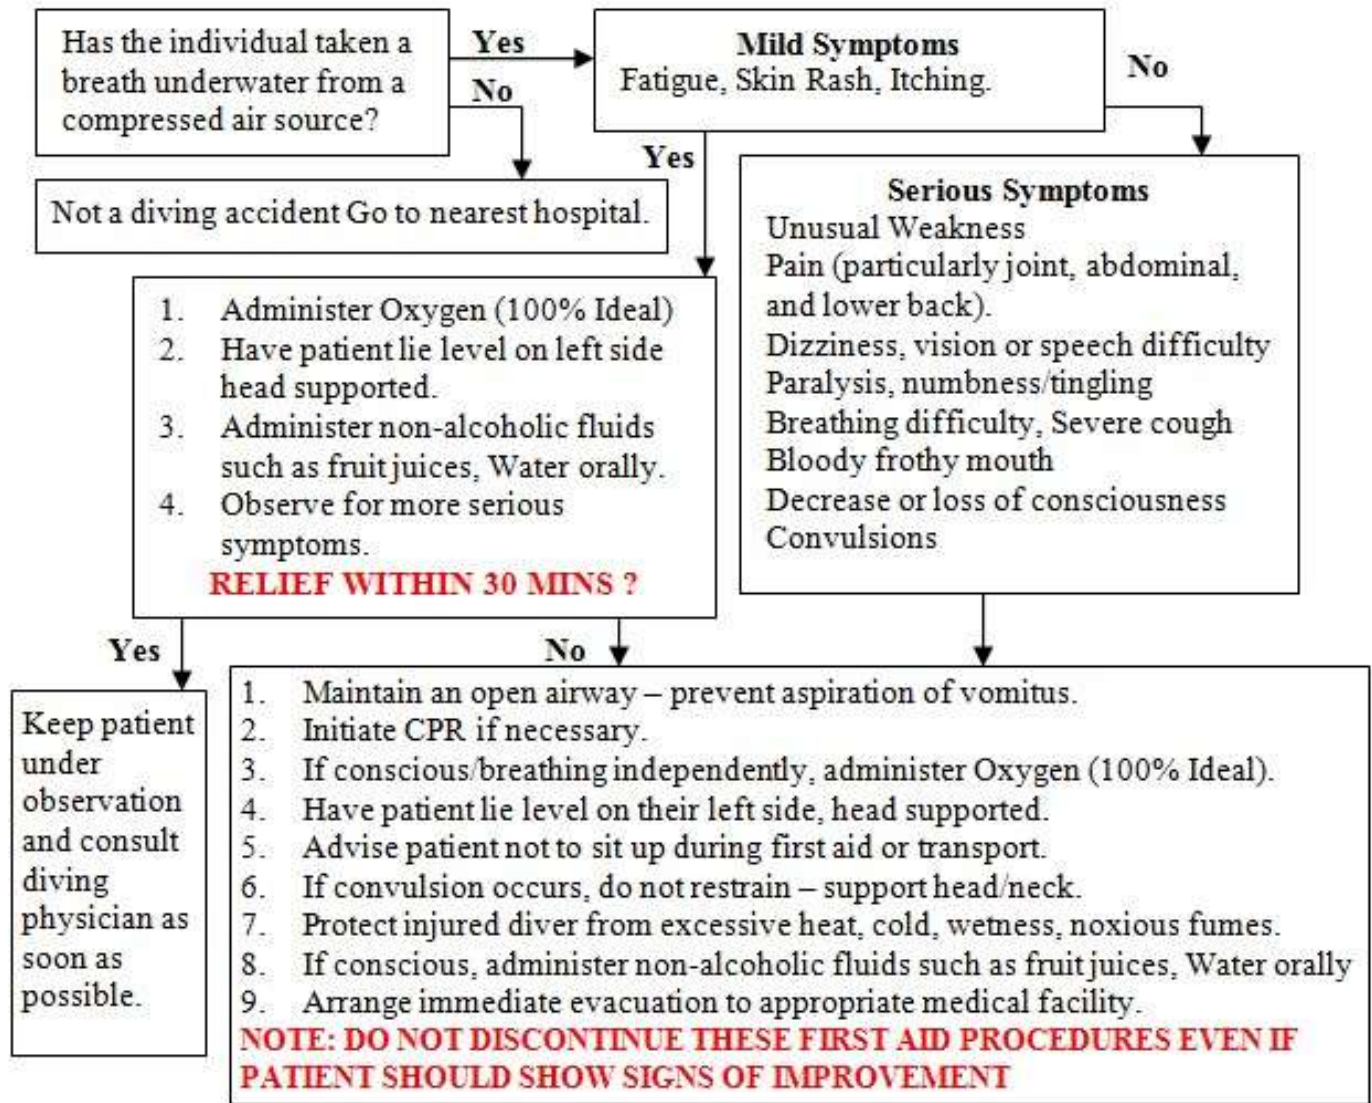 Has the individual taken a
breath underwater from a
compressed air source?
Yes
No
Mild Symptoms
Fatigue, Skin Rash, Itching.
No
Yes
Not a diving accident Go to nearest hospital.
Serious Symptoms
Unusual Weakness
Pain (particularly joint, abdominal,
and lower back).
Dizziness, vision or speech difficulty
Paralysis, numbness/tingling
Breathing difficulty, Severe cough
Bloody frothy mouth
Decrease or loss of consciousness
Convulsions
1. Administer Oxygen (100% Ideal)
2. Have patient lie level on left side
head supported.
3. Administer non-alcoholic fluids
such as fruit juices, Water orally.
4. Observe for more serious
symptoms.
RELIEF WITHIN 30 MINS ?
Yes
No
Keep patient
under
observation
and consult
diving
physician as
soon as
possible.
1. Maintain an open airway – prevent aspiration of vomitus.
2. Initiate CPR if necessary.
3. If conscious/breathing independently, administer Oxygen (100% Ideal).
4. Have patient lie level on their left side, head supported.
5. Advise patient not to sit up during first aid or transport.
6. If convulsion occurs, do not restrain – support head/neck.
7. Protect injured diver from excessive heat, cold, wetness, noxious fumes.
8. If conscious, administer non-alcoholic fluids such as fruit juices, Water orally
9. Arrange immediate evacuation to appropriate medical facility.
NOTE: DO NOT DISCONTINUE THESE FIRST AID PROCEDURES EVEN IF
PATIENT SHOULD SHOW SIGNS OF IMPROVEMENT